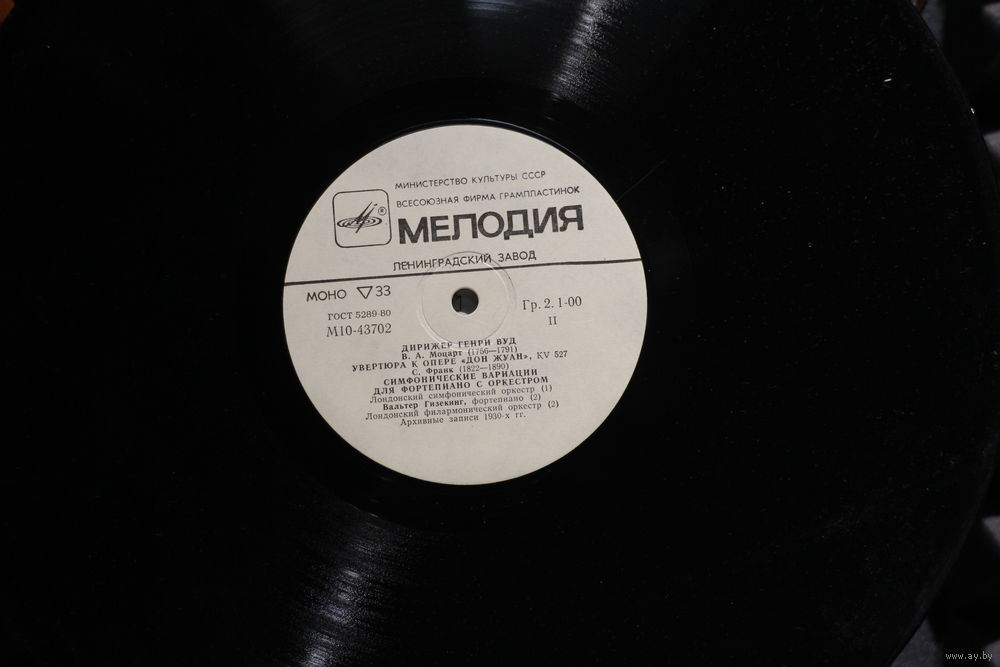 МИНИСТЕРСТВО КУЛЬТУРЫ СССР
ВСЕСОЮЗНАЯ ФИРМА ГРАМПЛАСТИНОК
®
МЕЛОДИЯ
ЛЕНИНГРАДСКИЙ ЗАВОД
МОНО ▽ 33
Гр. 2. 1-00
ГОСТ 5289-80
II
М10-43702
ДИРИЖЕР ГЕНРИ ВУД
В. А. Моцарт (1756—1791)
УВЕРТЮРА К ОПЕРЕ «ДОН ЖУАН», KV 527
С. Франк (1822—1890)
СИМФОНИЧЕСКИЕ ВАРИАЦИИ
ДЛЯ ФОРТЕПИАНО С ОРКЕСТРОМ
Лондонский симфонический оркестр (1)
Вальтер Гизекинг, фортепиано (2)
Лондонский филармонический оркестр (2)
Архивные записи 1930-х гг.
www.ay.by